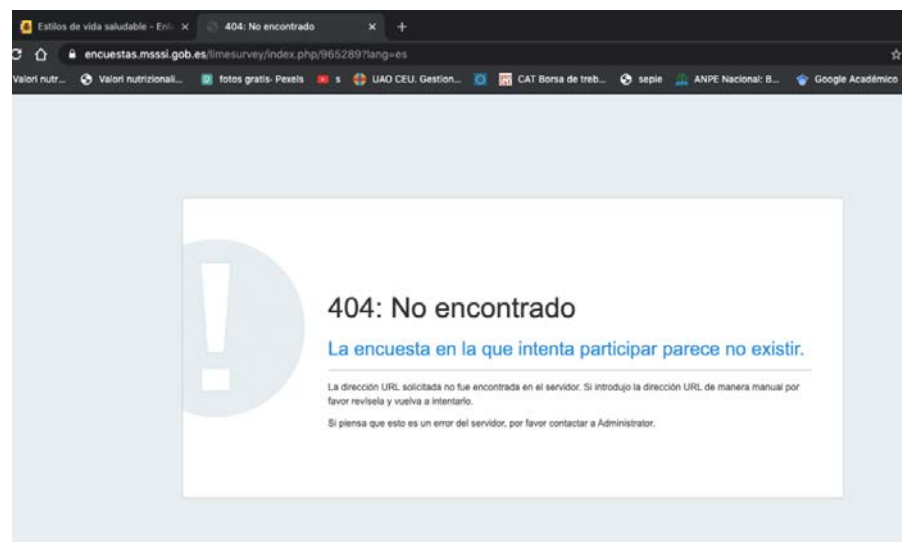 Estilos de vida saludable - Enl
404: No encontrado
encuestas.msssi.gob.es/limesurvey/index.php/965289?lang=es
Valori nutr...
Valori nutrizionali...
fotos gratis- Pexels
s
UAO CEU. Gestion...
CAT Borsa de treb...
sepie
ANPE Nacional: B...
Google Académico
404: No encontrado
La encuesta en la que intenta participar parece no existir.
La dirección URL solicitada no fue encontrada en el servidor. Si introdujo la dirección URL de manera manual por
favor revísela y vuelva a intentarlo.
Si piensa que esto es un error del servidor, por favor contactar a Administrator.